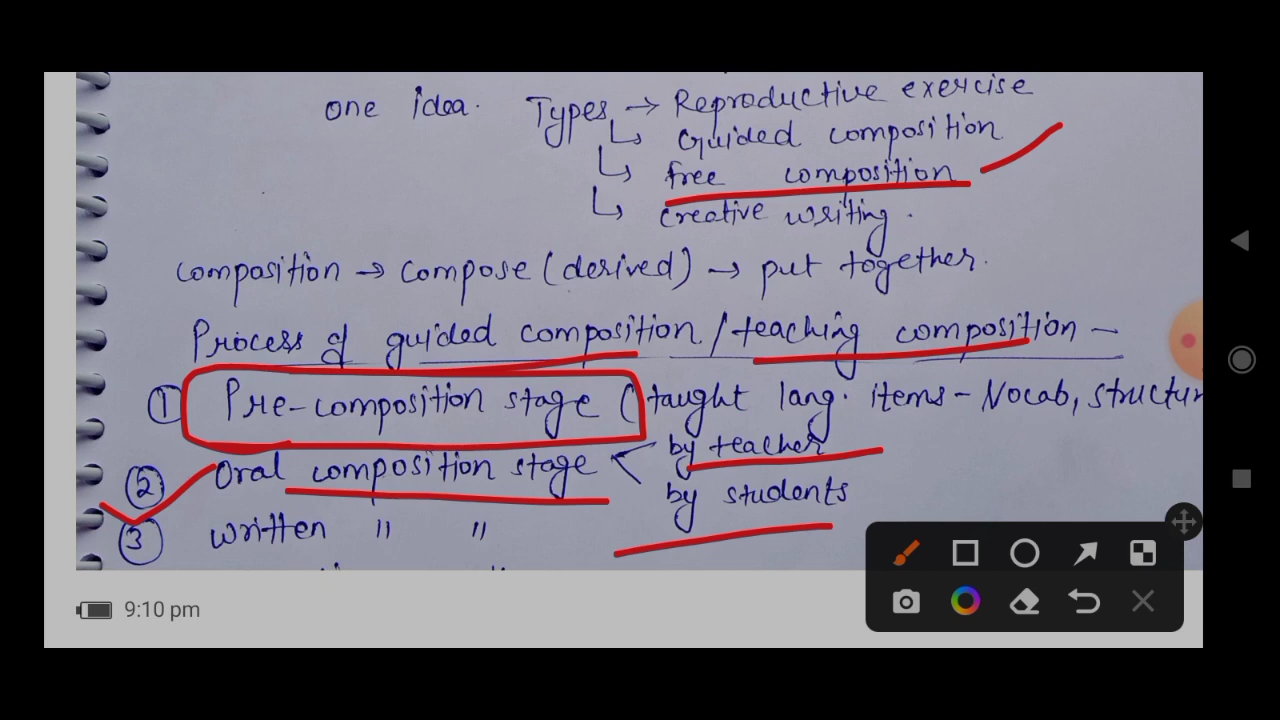 one idea. Types → Reproductive exercise
↳ Guided composition
↳ free composition
↳ creative writing.
composition → compose (derived) → put together.
Process of guided composition / teaching composition –
① Pre-composition stage (taught lang. items - Vocab, structur
② Oral composition stage < by teacher
by students
③ written " "
9:10 pm